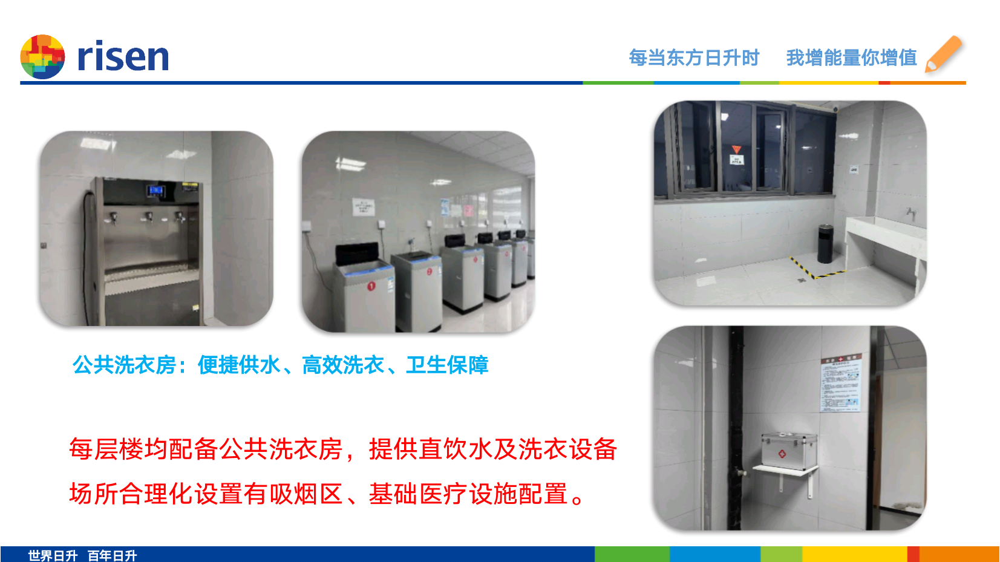 risen
每当东方日升时 我增能量你增值
1
2
公共洗衣房：便捷供水、高效洗衣、卫生保障
每层楼均配备公共洗衣房，提供直饮水及洗衣设备
场所合理化设置有吸烟区、基础医疗设施配置。
世界日升 百年日升